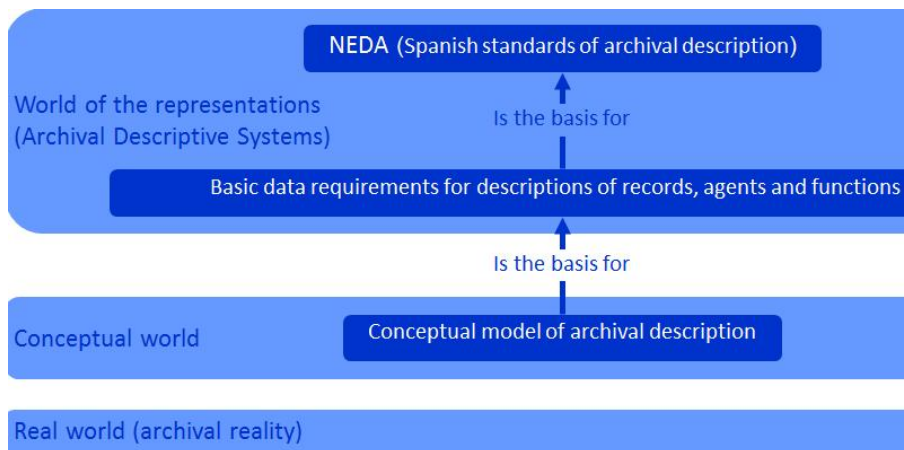 NEDA (Spanish standards of archival description)
World of the representations
(Archival Descriptive Systems)
Is the basis for
Basic data requirements for descriptions of records, agents and functions
Is the basis for
Conceptual world
Conceptual model of archival description
Real world (archival reality)